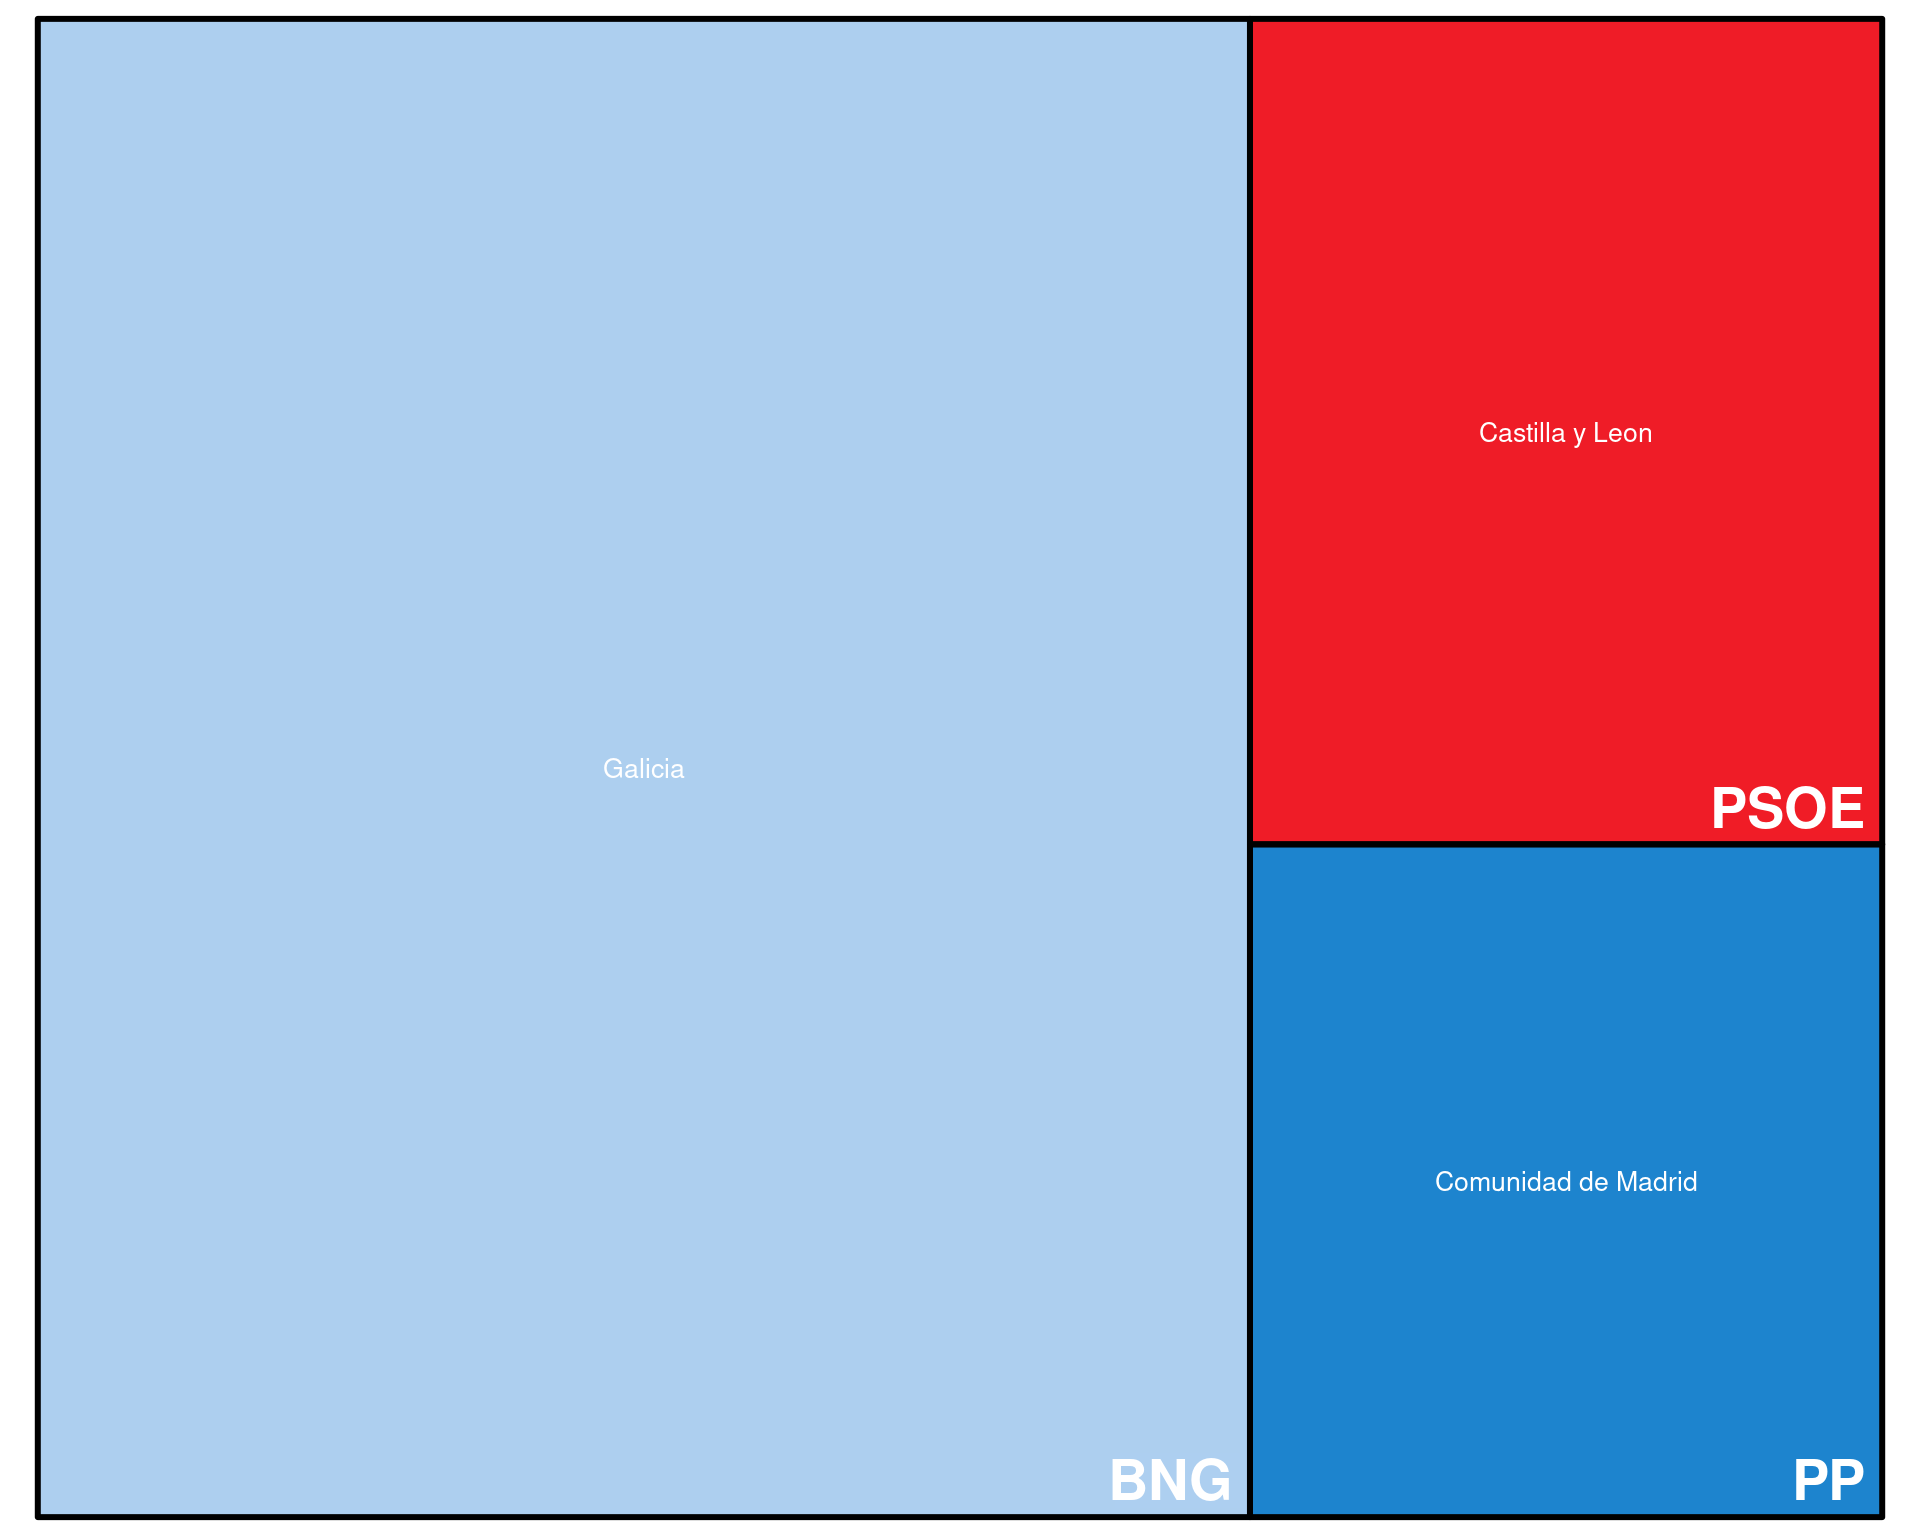 Galicia
BNG
Castilla y Leon
PSOE
Comunidad de Madrid
PP